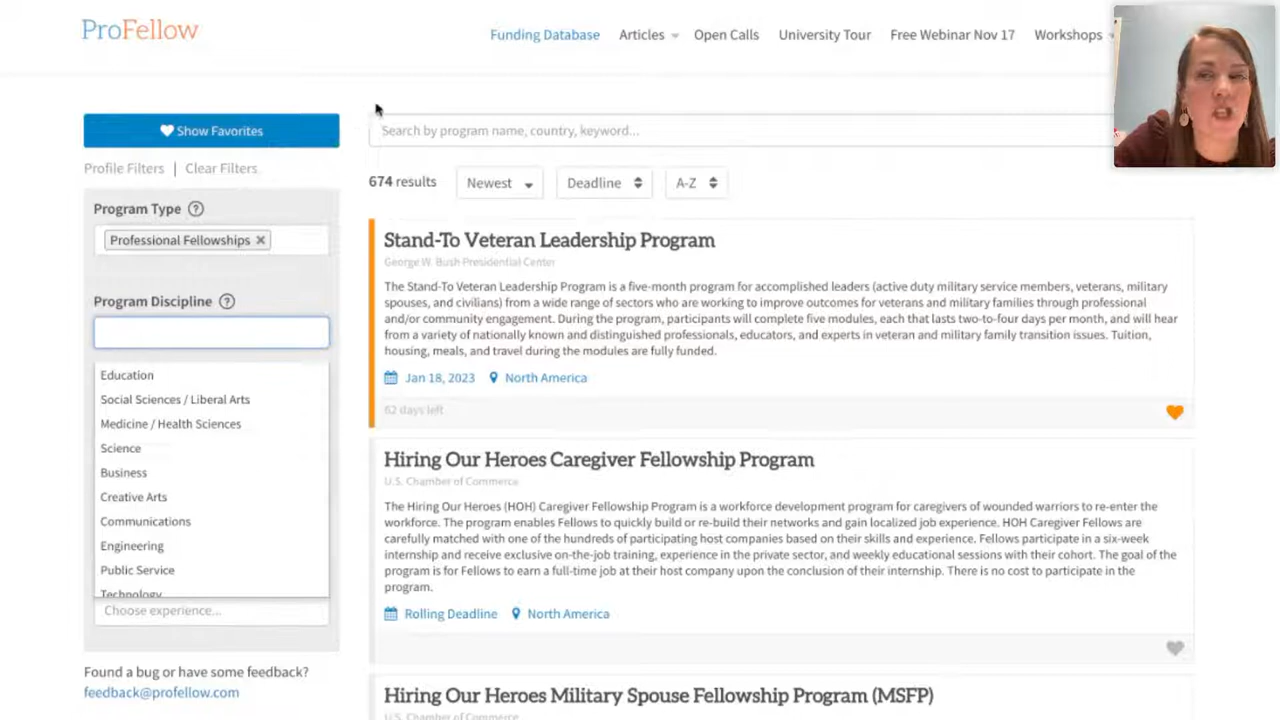 ProFellow
Funding Database
Articles
Open Calls
University Tour
Free Webinar Nov 17
Workshops
Show Favorites
Search by program name, country, keyword...
Profile Filters | Clear Filters
674 results
Newest
Deadline
A-Z
Program Type ?
Professional Fellowships ×
Program Discipline ?
Education
Social Sciences / Liberal Arts
Medicine / Health Sciences
Science
Business
Creative Arts
Communications
Engineering
Public Service
Technology
Choose experience...
Found a bug or have some feedback?
feedback@profellow.com
Stand-To Veteran Leadership Program
George W. Bush Presidential Center
The Stand-To Veteran Leadership Program is a five-month program for accomplished leaders (active duty military service members, veterans, military
spouses, and civilians) from a wide range of sectors who are working to improve outcomes for veterans and military families through professional
and/or community engagement. During the program, participants will complete five modules, each that lasts two-to-four days per month, and will hear
from a variety of nationally known and distinguished professionals, educators, and experts in veteran and military family transition issues. Tuition,
housing, meals, and travel during the modules are fully funded.
Jan 18, 2023 North America
62 days left
Hiring Our Heroes Caregiver Fellowship Program
U.S. Chamber of Commerce
The Hiring Our Heroes (HOH) Caregiver Fellowship Program is a workforce development program for caregivers of wounded warriors to re-enter the
workforce. The program enables Fellows to quickly build or re-build their networks and gain localized job experience. HOH Caregiver Fellows are
carefully matched with one of the hundreds of participating host companies based on their skills and experience. Fellows participate in a six-week
internship and receive exclusive on-the-job training, experience in the private sector, and weekly educational sessions with their cohort. The goal of the
program is for Fellows to earn a full-time job at their host company upon the conclusion of their internship. There is no cost to participate in the
program.
Rolling Deadline North America
Hiring Our Heroes Military Spouse Fellowship Program (MSFP)
U.S. Chamber of Commerce